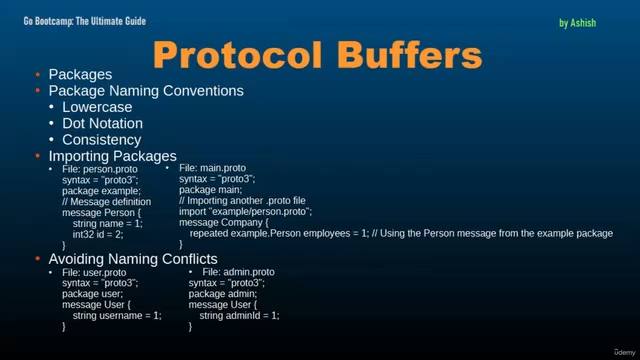 Go Bootcamp: The Ultimate Guide
by Ashish
Protocol Buffers
• Packages
• Package Naming Conventions
• Lowercase
• Dot Notation
• Consistency
• Importing Packages
• File: person.proto
syntax = "proto3";
package example;
// Message definition
message Person {
string name = 1;
int32 id = 2;
}
• File: main.proto
syntax = "proto3";
package main;
// Importing another .proto file
import "example/person.proto";
message Company {
repeated example.Person employees = 1; // Using the Person message from the example package
}
• Avoiding Naming Conflicts
• File: user.proto
syntax = "proto3";
package user;
message User {
string username = 1;
}
• File: admin.proto
syntax = "proto3";
package admin;
message User {
string adminId = 1;
}
udemy